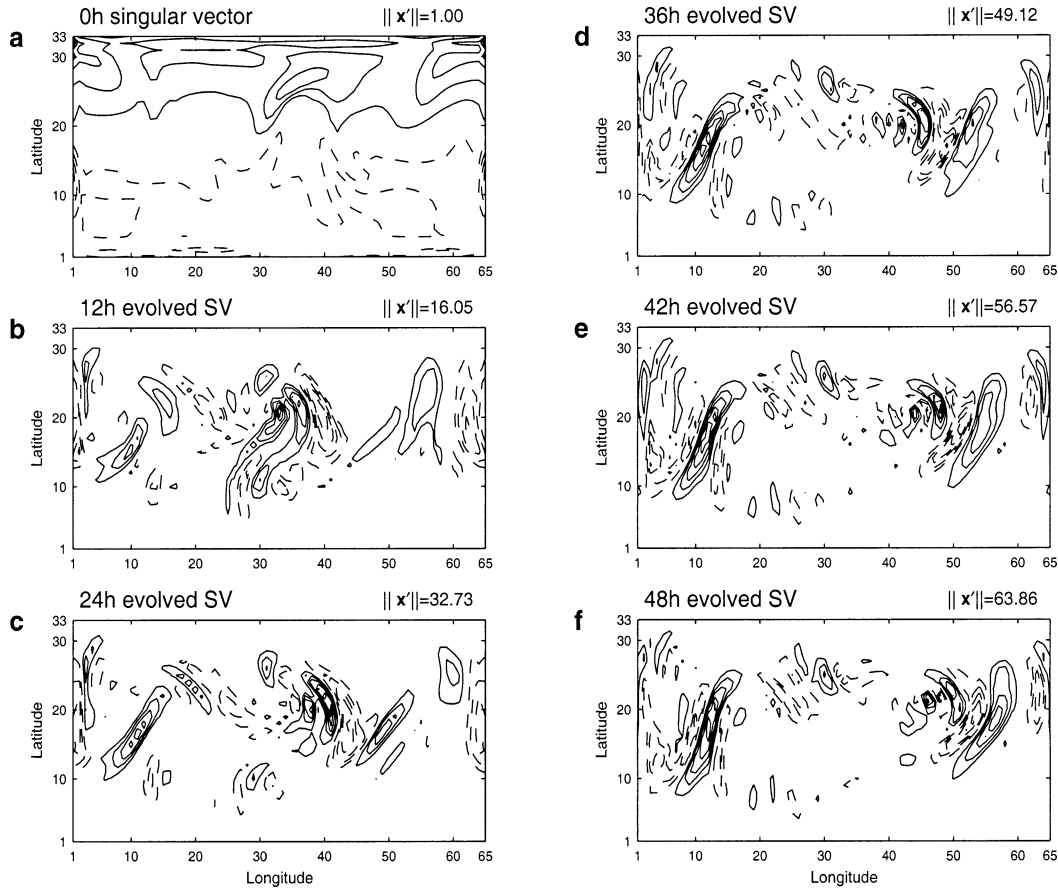 a
0h singular vector
|| x'||=1.00
33
30
20
10
1
Latitude
1 10 20 30 40 50 60 65
b
12h evolved SV
|| x'||=16.05
33
30
20
10
1
Latitude
1 10 20 30 40 50 60 65
c
24h evolved SV
|| x'||=32.73
33
30
20
10
1
Latitude
1 10 20 30 40 50 60 65
Longitude
d
36h evolved SV
|| x'||=49.12
33
30
20
10
1
Latitude
1 10 20 30 40 50 60 65
e
42h evolved SV
|| x'||=56.57
33
30
20
10
1
Latitude
1 10 20 30 40 50 60 65
f
48h evolved SV
|| x'||=63.86
33
30
20
10
1
Latitude
1 10 20 30 40 50 60 65
Longitude